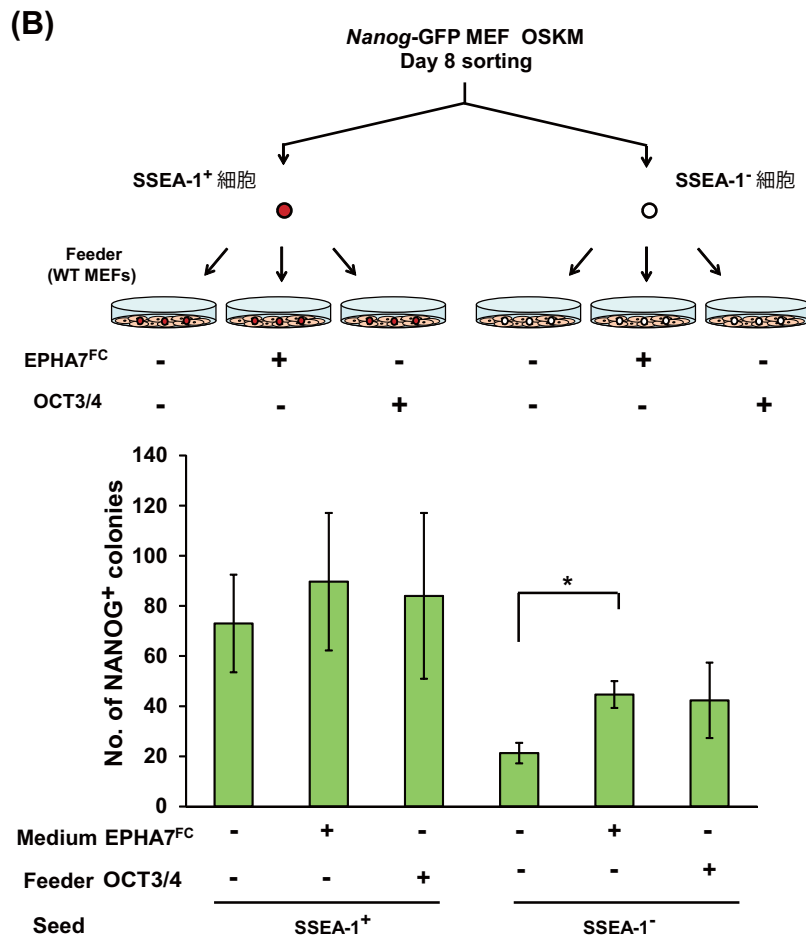 (B)
Nanog-GFP MEF OSKM
Day 8 sorting
SSEA-1+ 細胞
SSEA-1- 細胞
Feeder
(WT MEFs)
EPHA7FC - + - - + -
OCT3/4 - - + - - +
No. of NANOG+ colonies
140
120
100
80
60
40
20
0
*
Medium EPHA7FC - + - - + -
Feeder OCT3/4 - - + - - +
Seed SSEA-1+ SSEA-1-